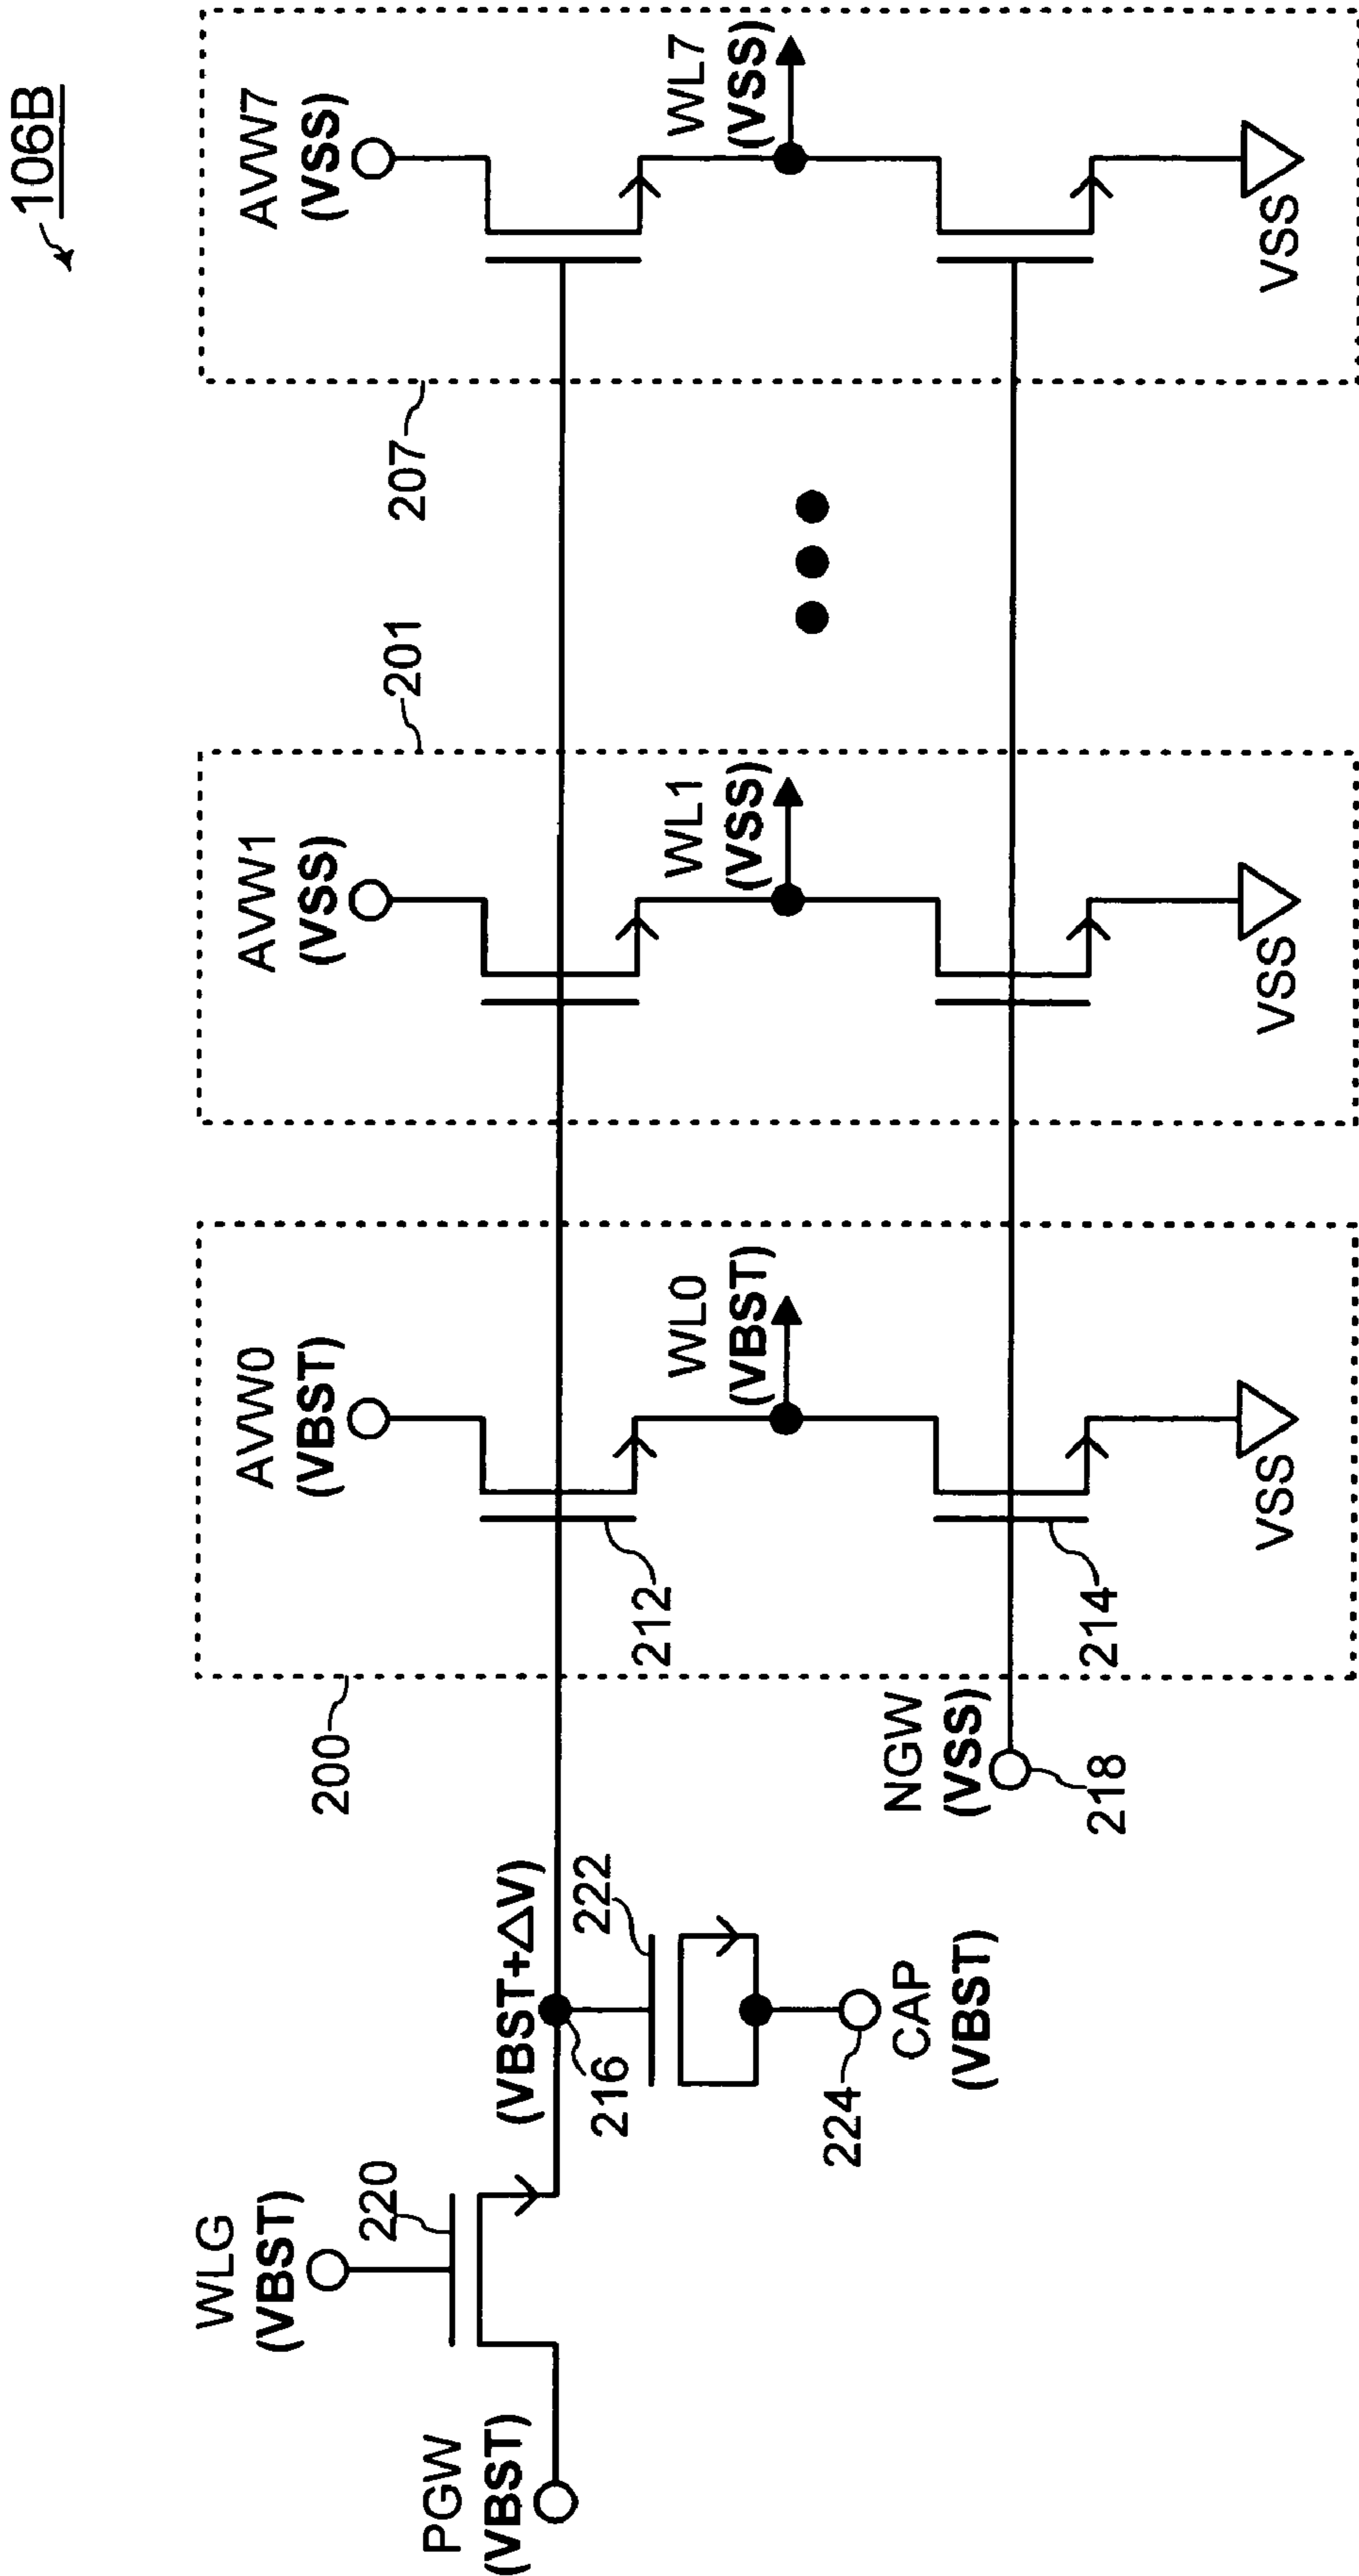 106B
WLG
(VBST)
220
PGW
(VBST)
(VBST+△V)
216
222
224
CAP
(VBST)
NGW
(VSS)
218
200
AVW0
(VBST)
212
WL0
(VBST)
214
VSS
201
AVW1
(VSS)
WL1
(VSS)
VSS
207
AVW7
(VSS)
WL7
(VSS)
VSS